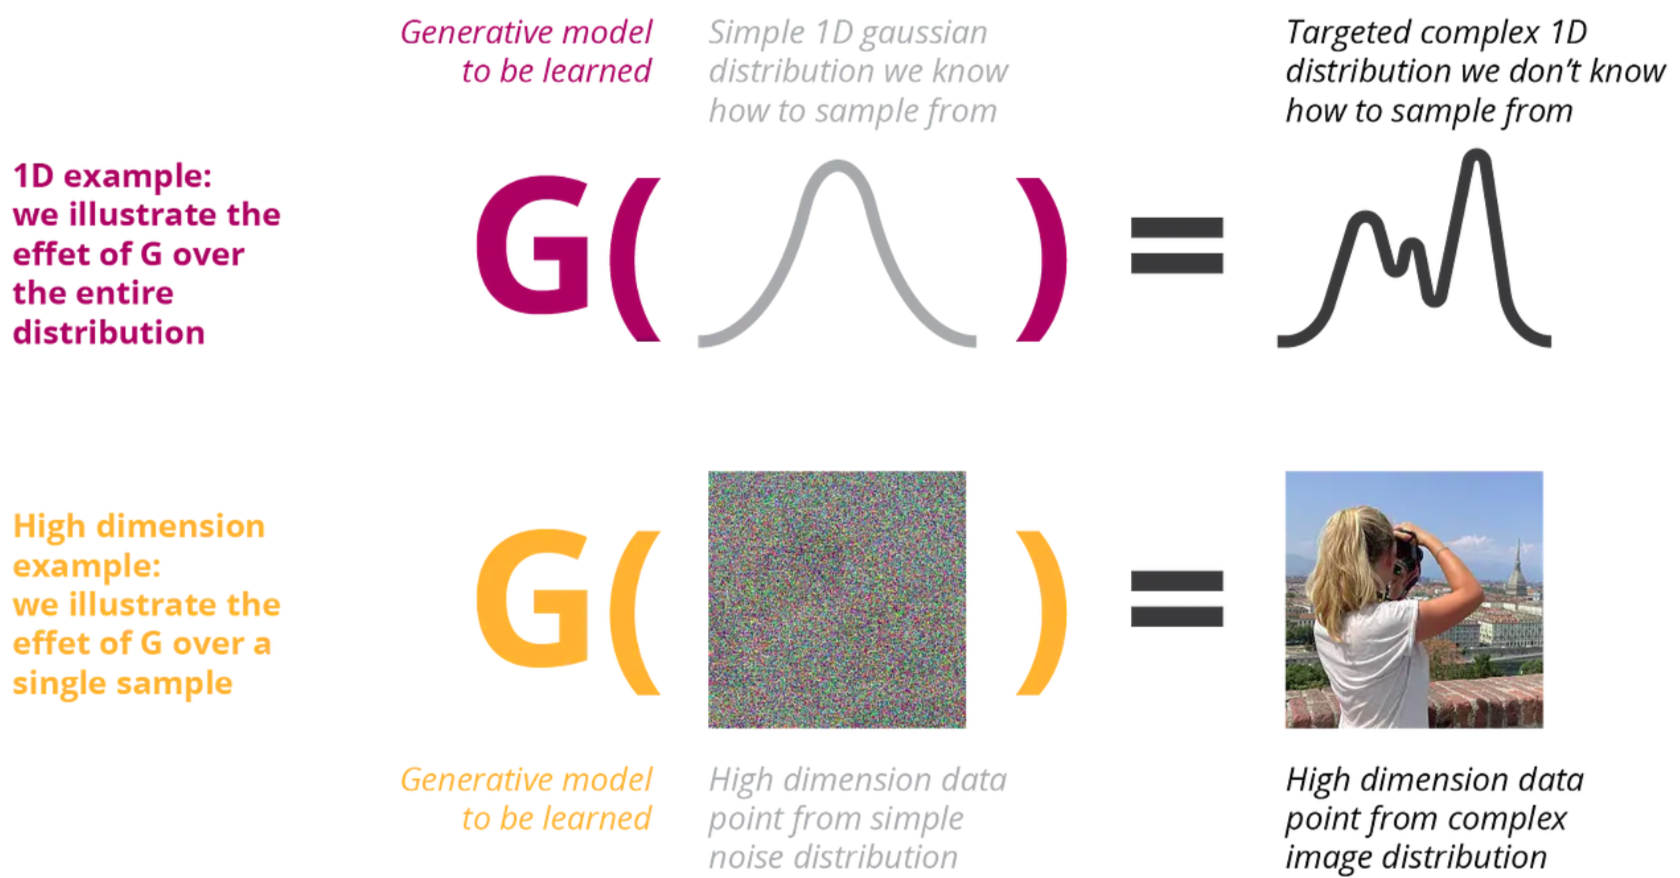 Generative model
to be learned
Simple 1D gaussian
distribution we know
how to sample from
Targeted complex 1D
distribution we don't know
how to sample from
1D example:
we illustrate the
effet of G over
the entire
distribution
G( ) =
High dimension
example:
we illustrate the
effet of G over a
single sample
G( ) =
Generative model
to be learned
High dimension data
point from simple
noise distribution
High dimension data
point from complex
image distribution